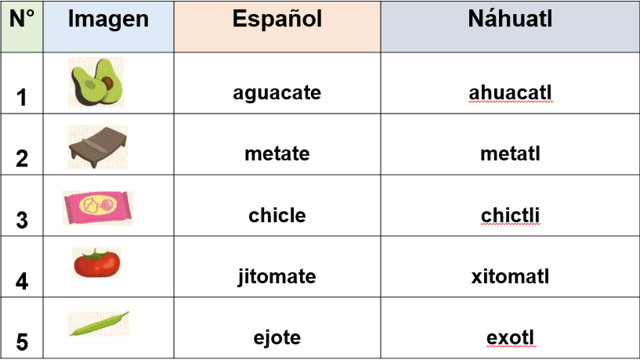 N° Imagen Español Náhuatl
1 aguacate ahuacatl
2 metate metatl
3 chicle chictli
4 jitomate xitomatl
5 ejote exotl